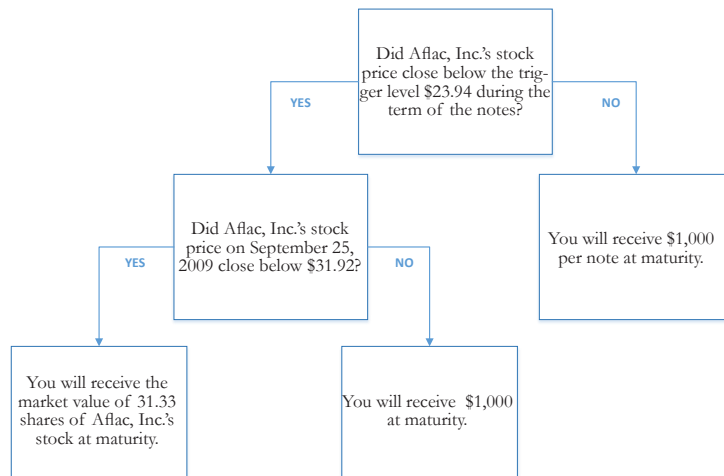 Did Aflac, Inc.'s stock
price close below the trig-
ger level $23.94 during the
term of the notes?
YES
NO
Did Aflac, Inc.'s stock
price on September 25,
2009 close below $31.92?
You will receive $1,000
per note at maturity.
YES
NO
You will receive the
market value of 31.33
shares of Aflac, Inc.'s
stock at maturity.
You will receive $1,000
at maturity.